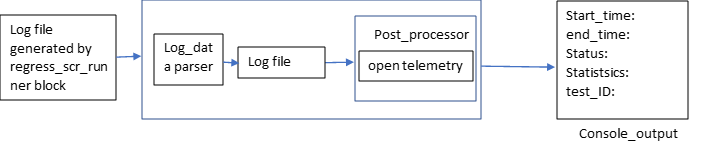 Log file
generated by
regress_scr_run
ner block
Log_dat
a parser
Log file
Post_processor
open telemetry
Start_time:
end_time:
Status:
Statistsics:
test_ID:
Console_output